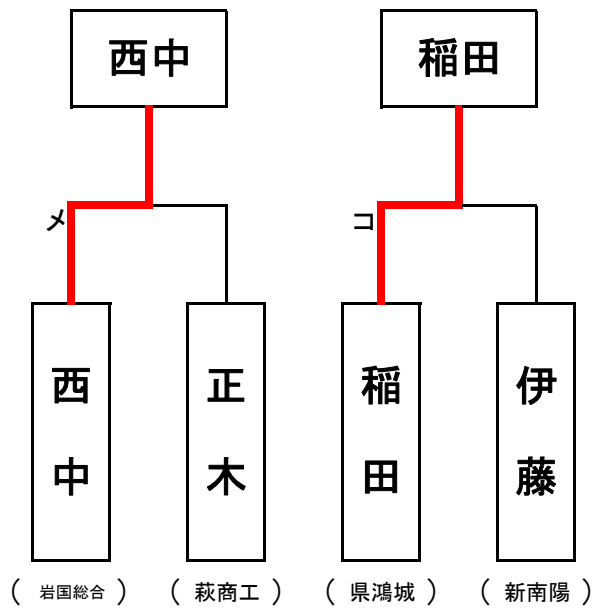 西中 稲田
メ コ
西中 正木 稲田 伊藤
( 岩国総合 ) ( 萩商工 ) ( 県鴻城 ) ( 新南陽 )